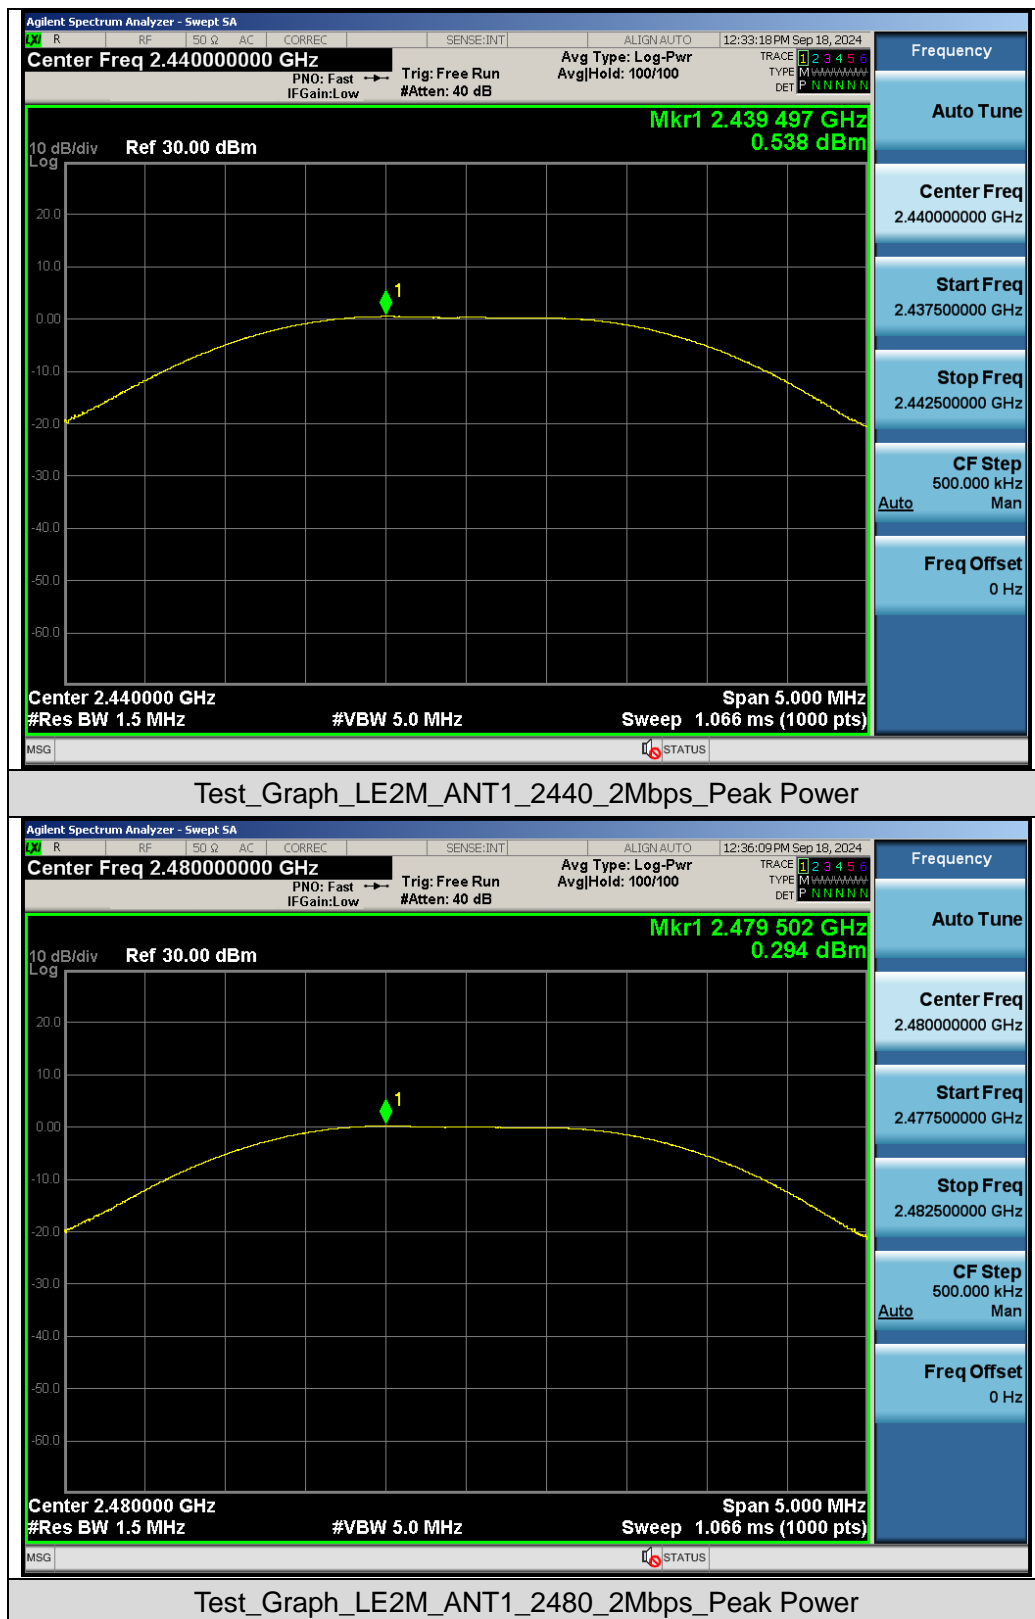 Agilent Spectrum Analyzer - Swept SA
LXI R RF 50 Ω AC CORREC SENSE:INT ALIGN AUTO 12:33:18 PM Sep 18, 2024
Center Freq 2.440000000 GHz
PNO: Fast
IFGain:Low
Trig: Free Run
#Atten: 40 dB
Avg Type: Log-Pwr
Avg|Hold: 100/100
TRACE 1 2 3 4 5 6
TYPE M WWWWW
DET P N N N N N
Mkr1 2.439 497 GHz
0.538 dBm
10 dB/div Ref 30.00 dBm
Log
20.0
10.0
0.00
-10.0
-20.0
-30.0
-40.0
-50.0
-60.0
1
Center 2.440000 GHz Span 5.000 MHz
#Res BW 1.5 MHz #VBW 5.0 MHz Sweep 1.066 ms (1000 pts)
MSG STATUS
Frequency
Auto Tune
Center Freq
2.440000000 GHz
Start Freq
2.437500000 GHz
Stop Freq
2.442500000 GHz
CF Step
500.000 kHz
Auto Man
Freq Offset
0 Hz
Test_Graph_LE2M_ANT1_2440_2Mbps_Peak Power
Agilent Spectrum Analyzer - Swept SA
LXI R RF 50 Ω AC CORREC SENSE:INT ALIGN AUTO 12:36:09 PM Sep 18, 2024
Center Freq 2.480000000 GHz
PNO: Fast
IFGain:Low
Trig: Free Run
#Atten: 40 dB
Avg Type: Log-Pwr
Avg|Hold: 100/100
TRACE 1 2 3 4 5 6
TYPE M WWWWW
DET P N N N N N
Mkr1 2.479 502 GHz
0.294 dBm
10 dB/div Ref 30.00 dBm
Log
20.0
10.0
0.00
-10.0
-20.0
-30.0
-40.0
-50.0
-60.0
1
Center 2.480000 GHz Span 5.000 MHz
#Res BW 1.5 MHz #VBW 5.0 MHz Sweep 1.066 ms (1000 pts)
MSG STATUS
Frequency
Auto Tune
Center Freq
2.480000000 GHz
Start Freq
2.477500000 GHz
Stop Freq
2.482500000 GHz
CF Step
500.000 kHz
Auto Man
Freq Offset
0 Hz
Test_Graph_LE2M_ANT1_2480_2Mbps_Peak Power